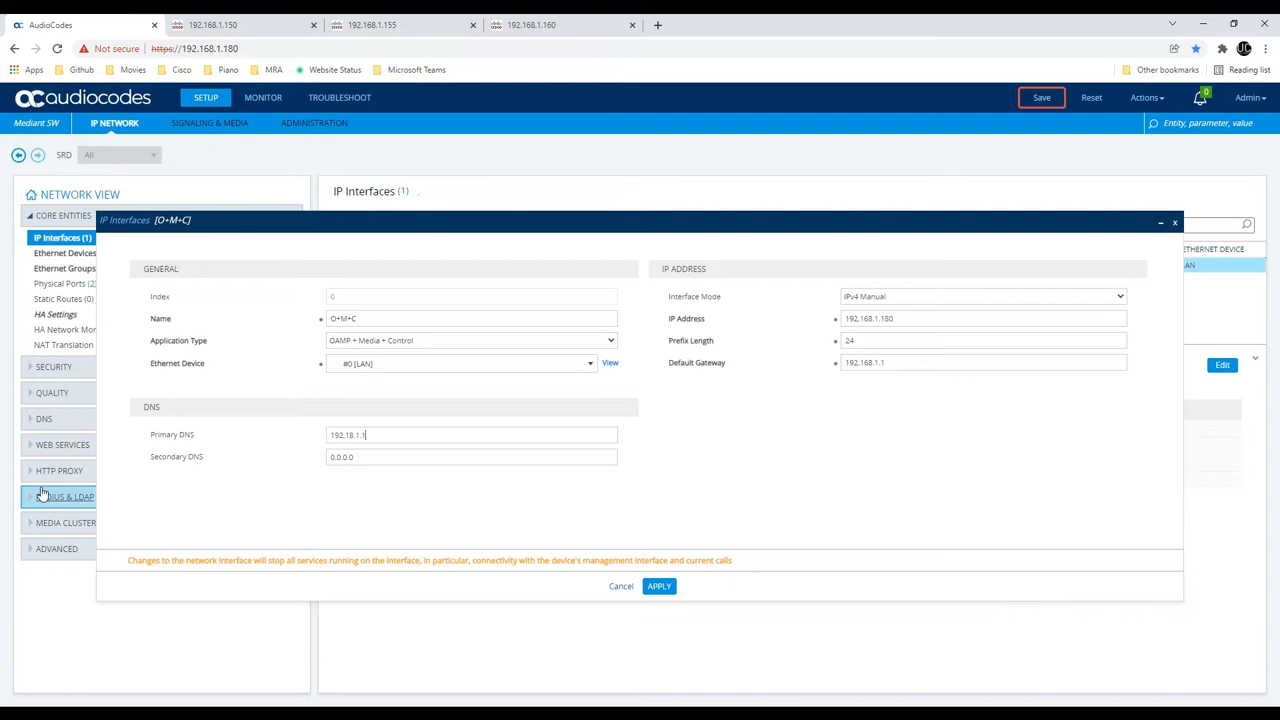 AudioCodes
192.168.1.150
192.168.1.155
192.168.1.160
Not secure https://192.168.1.180
Apps Github Movies Cisco Piano MRA Website Status Microsoft Teams Other bookmarks Reading list
audiocodes SETUP MONITOR TROUBLESHOOT Save Reset Actions 0 Admin
Mediant SW IP NETWORK SIGNALING & MEDIA ADMINISTRATION Entity, parameter, value
SRD All
NETWORK VIEW
IP Interfaces (1)
CORE ENTITIES
IP Interfaces [O+M+C]
IP Interfaces (1)
Ethernet Devices
Ethernet Groups
Physical Ports (2
Static Routes (0)
HA Settings
HA Network Mon
NAT Translation
SECURITY
QUALITY
DNS
WEB SERVICES
HTTP PROXY
DIUS & LDAP
MEDIA CLUSTER
ADVANCED
ETHERNET DEVICE
AN
Edit
GENERAL
Index 0
Name O+M+C
Application Type OAMP + Media + Control
Ethernet Device #0 [LAN] View
IP ADDRESS
Interface Mode IPv4 Manual
IP Address 192.168.1.180
Prefix Length 24
Default Gateway 192.168.1.1
DNS
Primary DNS 192.18.1.1
Secondary DNS 0.0.0.0
Changes to the network interface will stop all services running on the interface, in particular, connectivity with the device's management interface and current calls
Cancel APPLY